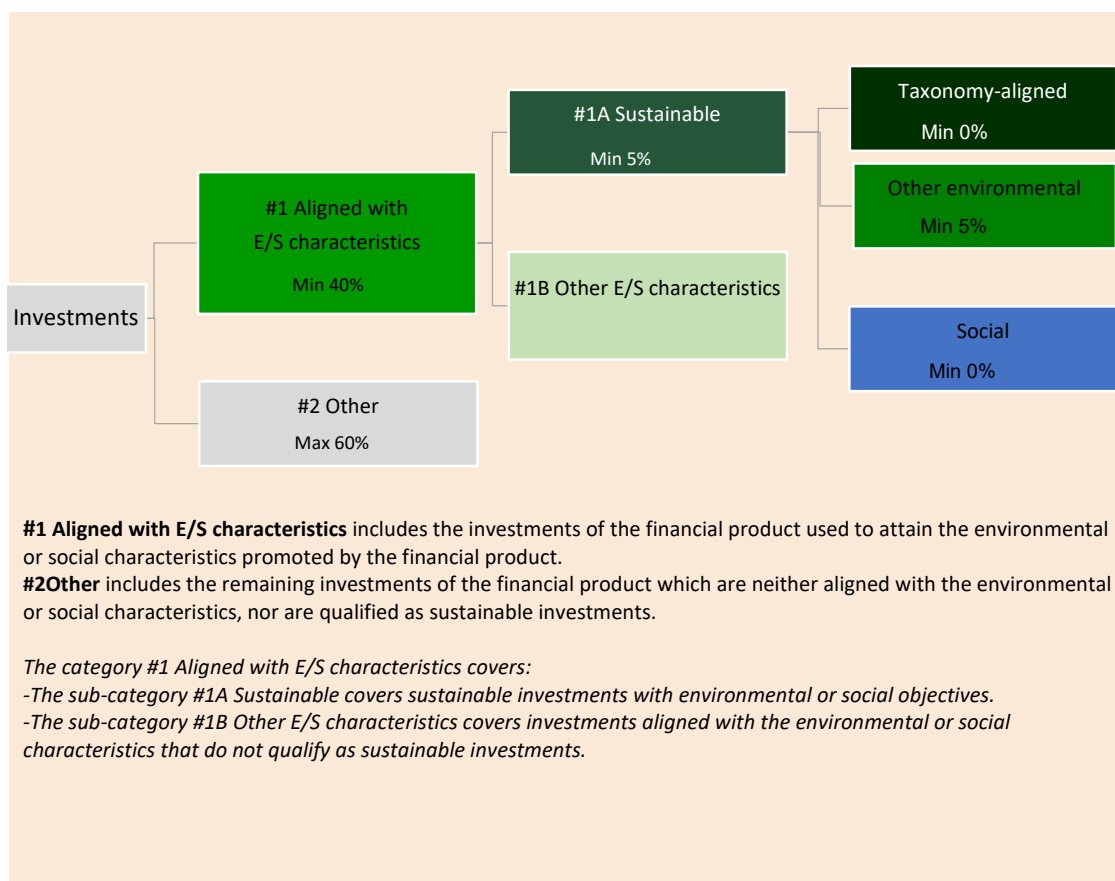 Investments
#1 Aligned with
E/S characteristics
Min 40%
#2 Other
Max 60%
#1A Sustainable
Min 5%
#1B Other E/S characteristics
Taxonomy-aligned
Min 0%
Other environmental
Min 5%
Social
Min 0%
#1 Aligned with E/S characteristics includes the investments of the financial product used to attain the environmental
or social characteristics promoted by the financial product.
#2Other includes the remaining investments of the financial product which are neither aligned with the environmental
or social characteristics, nor are qualified as sustainable investments.
The category #1 Aligned with E/S characteristics covers:
-The sub-category #1A Sustainable covers sustainable investments with environmental or social objectives.
-The sub-category #1B Other E/S characteristics covers investments aligned with the environmental or social
characteristics that do not qualify as sustainable investments.